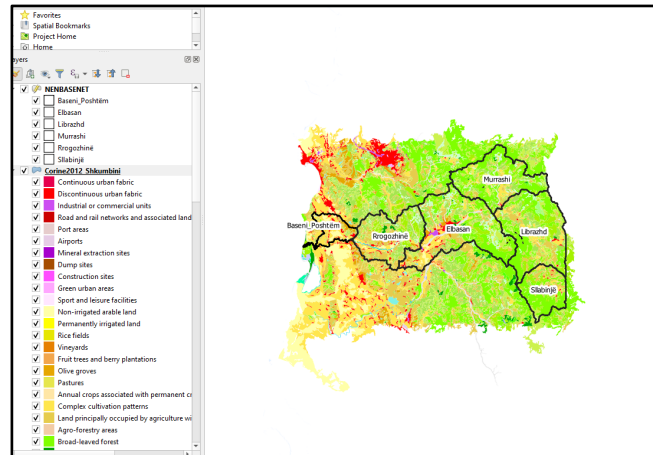 Favorites
Spatial Bookmarks
Project Home
Home
ayers
NENBASENET
Baseni_Poshtëm
Elbasan
Librazhd
Murrashi
Rrogozhinë
Sllabinjë
Corine2012_Shkumbini
Continuous urban fabric
Discontinuous urban fabric
Industrial or commercial units
Road and rail networks and associated land
Port areas
Airports
Mineral extraction sites
Dump sites
Construction sites
Green urban areas
Sport and leisure facilities
Non-irrigated arable land
Permanently irrigated land
Rice fields
Vineyards
Fruit trees and berry plantations
Olive groves
Pastures
Annual crops associated with permanent c
Complex cultivation patterns
Land principally occupied by agriculture wi
Agro-forestry areas
Broad-leaved forest
Murrashi
Baseni_Poshtëm
Rrogozhinë
Elbasan
Librazhd
Sllabinjë